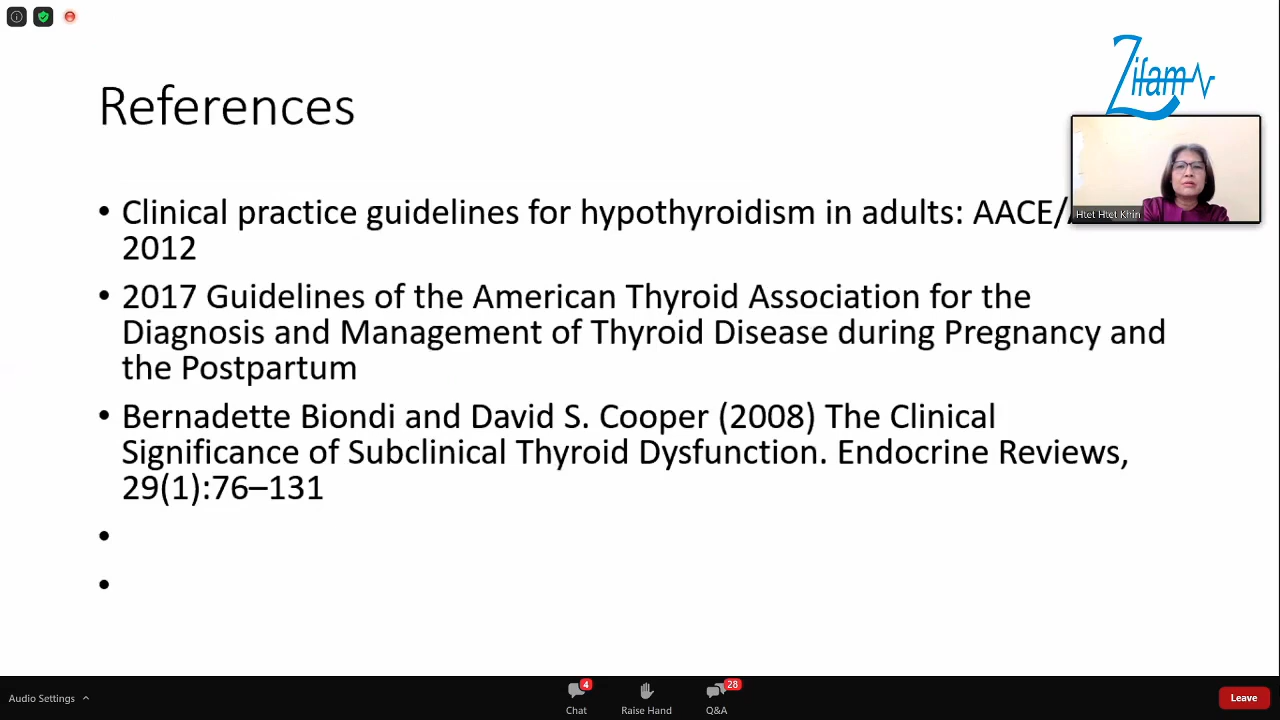 References
Zifam
Htet Htet Khin
• Clinical practice guidelines for hypothyroidism in adults: AACE/
2012
• 2017 Guidelines of the American Thyroid Association for the
Diagnosis and Management of Thyroid Disease during Pregnancy and
the Postpartum
• Bernadette Biondi and David S. Cooper (2008) The Clinical
Significance of Subclinical Thyroid Dysfunction. Endocrine Reviews,
29(1):76–131
•
•
Audio Settings
4
Chat
Raise Hand
28
Q&A
Leave